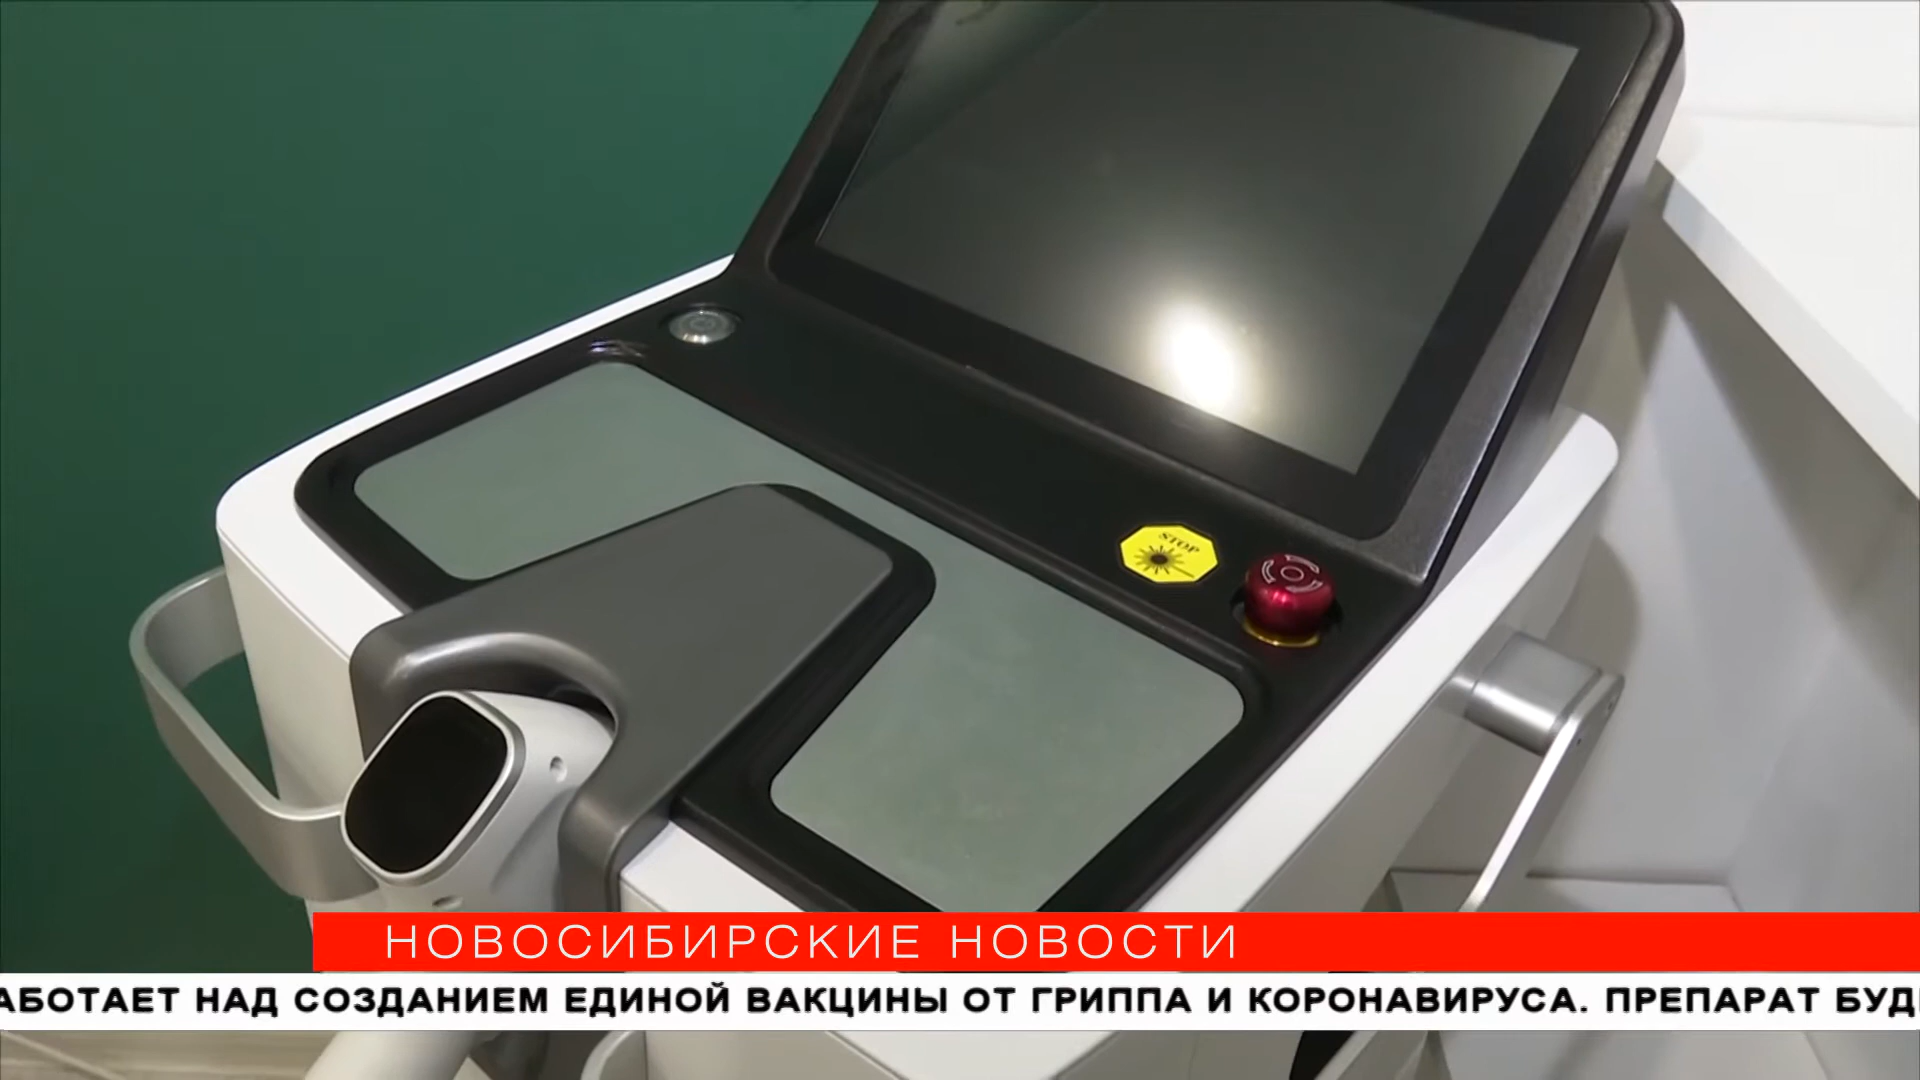 STOP
НОВОСИБИРСКИЕ НОВОСТИ
АБОТАЕТ НАД СОЗДАНИЕМ ЕДИНОЙ ВАКЦИНЫ ОТ ГРИППА И КОРОНАВИРУСА. ПРЕПАРАТ БУД